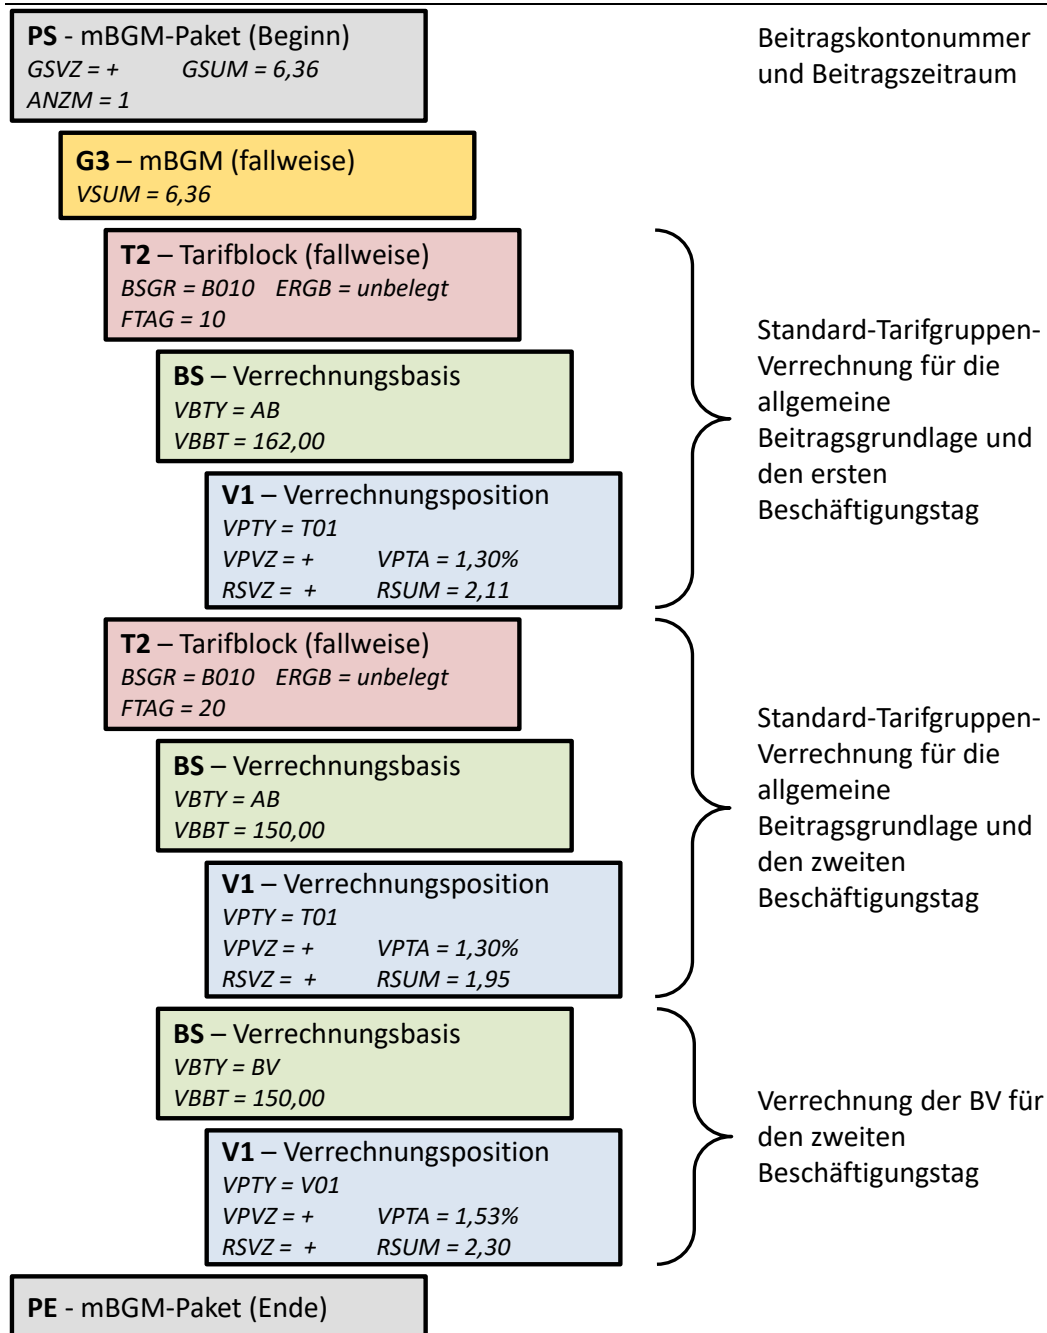 PS - mBGM-Paket (Beginn)
GSVZ = + GSUM = 6,36
ANZM = 1
Beitragskontonummer
und Beitragszeitraum
G3 – mBGM (fallweise)
VSUM = 6,36
T2 – Tarifblock (fallweise)
BSGR = B010 ERGB = unbelegt
FTAG = 10
BS – Verrechnungsbasis
VBTY = AB
VBBT = 162,00
V1 – Verrechnungsposition
VPTY = T01
VPVZ = + VPTA = 1,30%
RSVZ = + RSUM = 2,11
Standard-Tarifgruppen-
Verrechnung für die
allgemeine
Beitragsgrundlage und
den ersten
Beschäftigungstag
T2 – Tarifblock (fallweise)
BSGR = B010 ERGB = unbelegt
FTAG = 20
BS – Verrechnungsbasis
VBTY = AB
VBBT = 150,00
V1 – Verrechnungsposition
VPTY = T01
VPVZ = + VPTA = 1,30%
RSVZ = + RSUM = 1,95
Standard-Tarifgruppen-
Verrechnung für die
allgemeine
Beitragsgrundlage und
den zweiten
Beschäftigungstag
BS – Verrechnungsbasis
VBTY = BV
VBBT = 150,00
V1 – Verrechnungsposition
VPTY = V01
VPVZ = + VPTA = 1,53%
RSVZ = + RSUM = 2,30
Verrechnung der BV für
den zweiten
Beschäftigungstag
PE - mBGM-Paket (Ende)